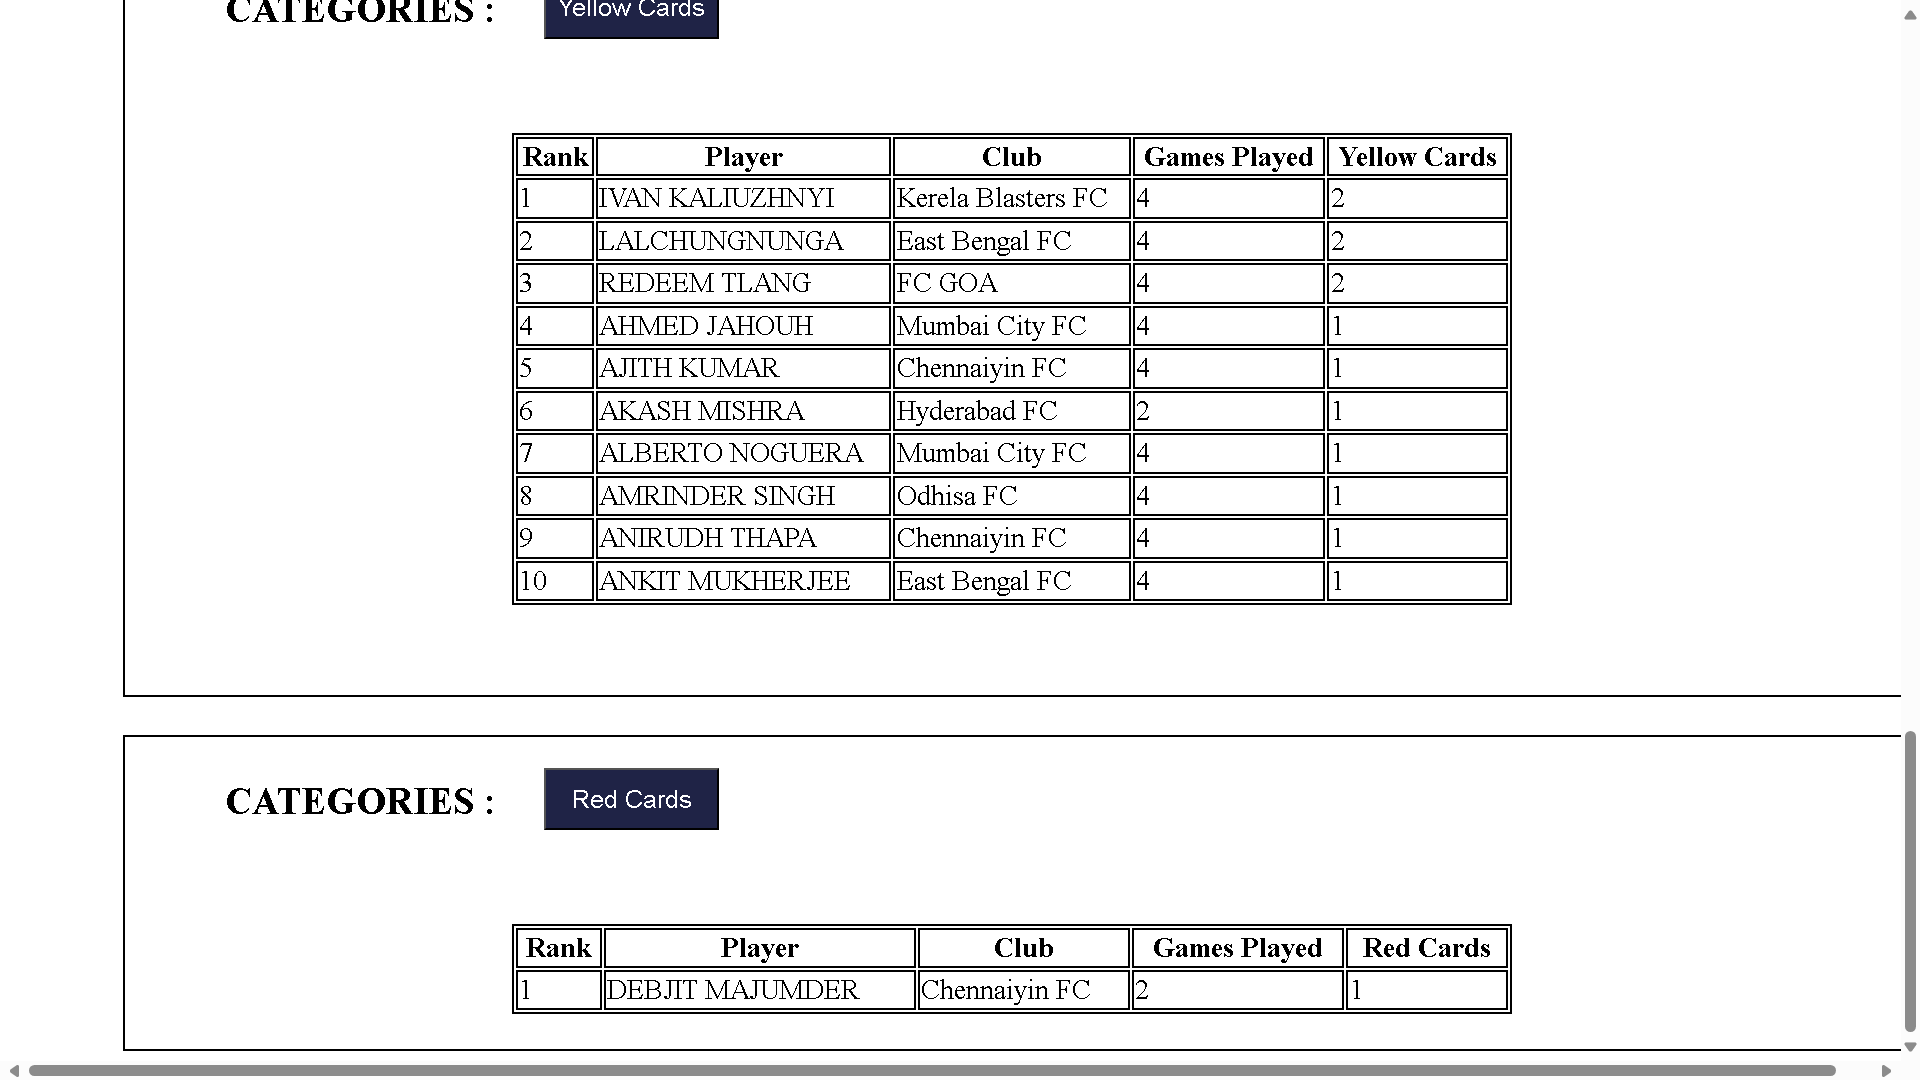 CATEGORIES : Yellow Cards
Rank Player Club Games Played Yellow Cards
1 IVAN KALIUZHNYI Kerela Blasters FC 4 2
2 LALCHUNGNUNGA East Bengal FC 4 2
3 REDEEM TLANG FC GOA 4 2
4 AHMED JAHOUH Mumbai City FC 4 1
5 AJITH KUMAR Chennaiyin FC 4 1
6 AKASH MISHRA Hyderabad FC 2 1
7 ALBERTO NOGUERA Mumbai City FC 4 1
8 AMRINDER SINGH Odhisa FC 4 1
9 ANIRUDH THAPA Chennaiyin FC 4 1
10 ANKIT MUKHERJEE East Bengal FC 4 1
CATEGORIES : Red Cards
Rank Player Club Games Played Red Cards
1 DEBJIT MAJUMDER Chennaiyin FC 2 1